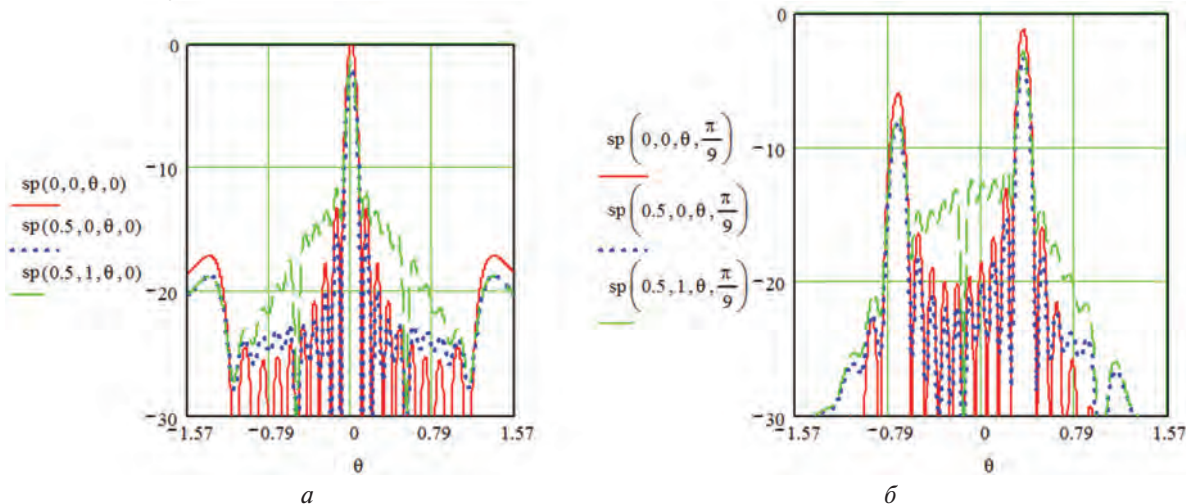 0
−10
−20
−30
sp(0,0,θ,0)
sp(0.5,0,θ,0)
sp(0.5,1,θ,0)
−1.57 −0.79 0 0.79 1.57
θ
а
0
−10
−20
−30
sp(0,0,θ,π/9)
sp(0.5,0,θ,π/9)
sp(0.5,1,θ,π/9)
−1.57 −0.79 0 0.79 1.57
θ
б